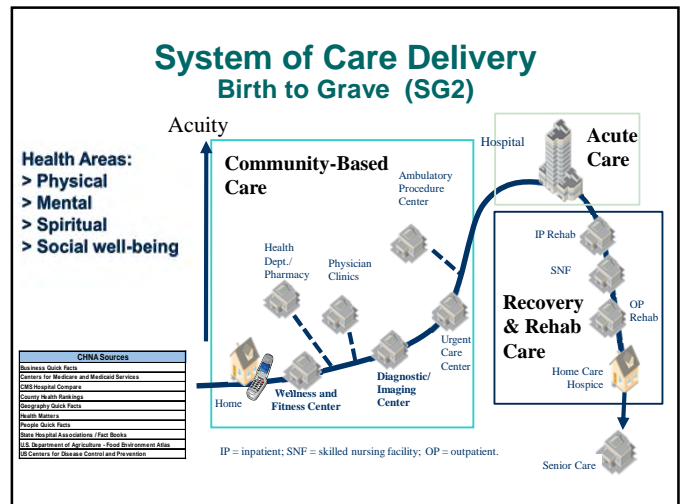 System of Care Delivery
Birth to Grave (SG2)
Acuity
Health Areas:
> Physical
> Mental
> Spiritual
> Social well-being
Community-Based
Care
Ambulatory
Procedure
Center
Health
Dept./
Pharmacy
Physician
Clinics
Urgent
Care
Center
Home
Wellness and
Fitness Center
Diagnostic/
Imaging
Center
Hospital
Acute
Care
IP Rehab
SNF
OP
Rehab
Recovery
& Rehab
Care
Home Care
Hospice
Senior Care
CHNA Sources
Business Quick Facts
Centers for Medicare and Medicaid Services
CMS Hospital Compare
County Health Rankings
Geography Quick Facts
Health Matters
People Quick Facts
State Hospital Associations / Fact Books
U.S. Department of Agriculture - Food Environment Atlas
US Centers for Disease Control and Prevention
IP = inpatient; SNF = skilled nursing facility; OP = outpatient.